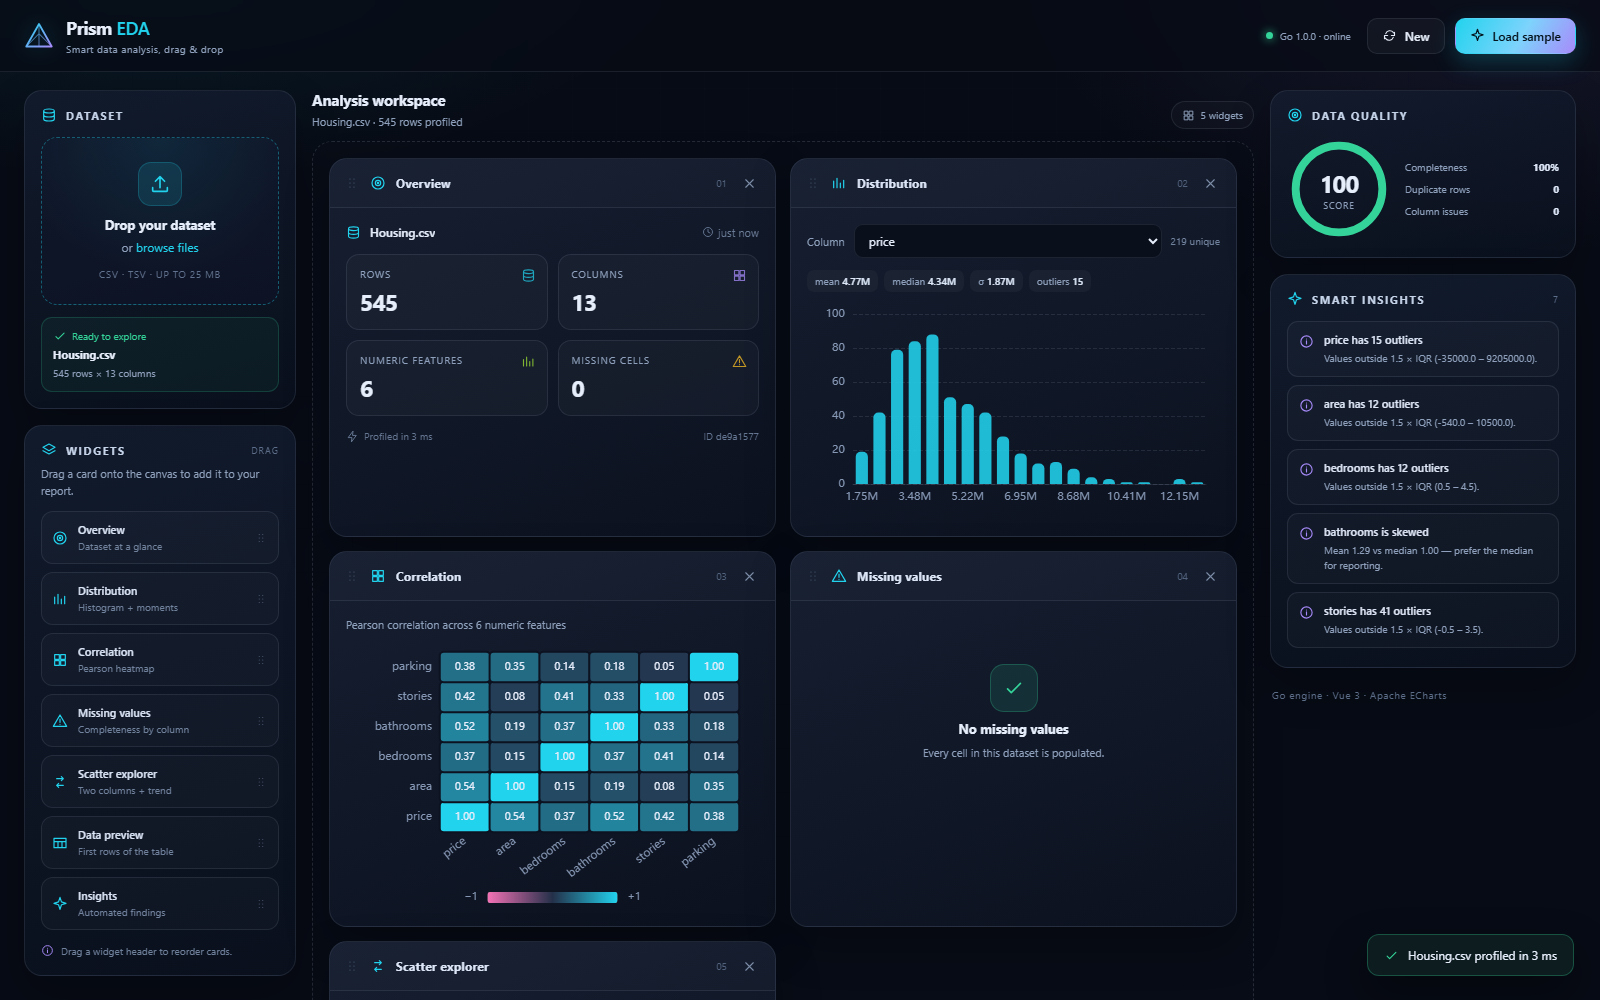 Prism EDA
Smart data analysis, drag & drop
Go 1.0.0 · online
New
Load sample
DATASET
Drop your dataset
or browse files
CSV · TSV · UP TO 25 MB
Ready to explore
Housing.csv
545 rows × 13 columns
WIDGETS
DRAG
Drag a card onto the canvas to add it to your
report.
Overview
Dataset at a glance
Distribution
Histogram + moments
Correlation
Pearson heatmap
Missing values
Completeness by column
Scatter explorer
Two columns + trend
Data preview
First rows of the table
Insights
Automated findings
Drag a widget header to reorder cards.
Analysis workspace
Housing.csv · 545 rows profiled
5 widgets
Overview
01
Housing.csv
just now
ROWS
545
COLUMNS
13
NUMERIC FEATURES
6
MISSING CELLS
0
Profiled in 3 ms
ID de9a1577
Distribution
02
Column
price
219 unique
mean 4.77M
median 4.34M
σ 1.87M
outliers 15
100
80
60
40
20
0
1.75M 3.48M 5.22M 6.95M 8.68M 10.41M 12.15M
Correlation
03
Pearson correlation across 6 numeric features
parking 0.38 0.35 0.14 0.18 0.05 1.00
stories 0.42 0.08 0.41 0.33 1.00 0.05
bathrooms 0.52 0.19 0.37 1.00 0.33 0.18
bedrooms 0.37 0.15 1.00 0.37 0.41 0.14
area 0.54 1.00 0.15 0.19 0.08 0.35
price 1.00 0.54 0.37 0.52 0.42 0.38
price area bedrooms bathrooms stories parking
−1 +1
Missing values
04
No missing values
Every cell in this dataset is populated.
Scatter explorer
05
DATA QUALITY
100
SCORE
Completeness 100%
Duplicate rows 0
Column issues 0
SMART INSIGHTS
7
price has 15 outliers
Values outside 1.5 × IQR (-35000.0 – 9205000.0).
area has 12 outliers
Values outside 1.5 × IQR (-540.0 – 10500.0).
bedrooms has 12 outliers
Values outside 1.5 × IQR (0.5 – 4.5).
bathrooms is skewed
Mean 1.29 vs median 1.00 — prefer the median
for reporting.
stories has 41 outliers
Values outside 1.5 × IQR (-0.5 – 3.5).
Go engine · Vue 3 · Apache ECharts
Housing.csv profiled in 3 ms